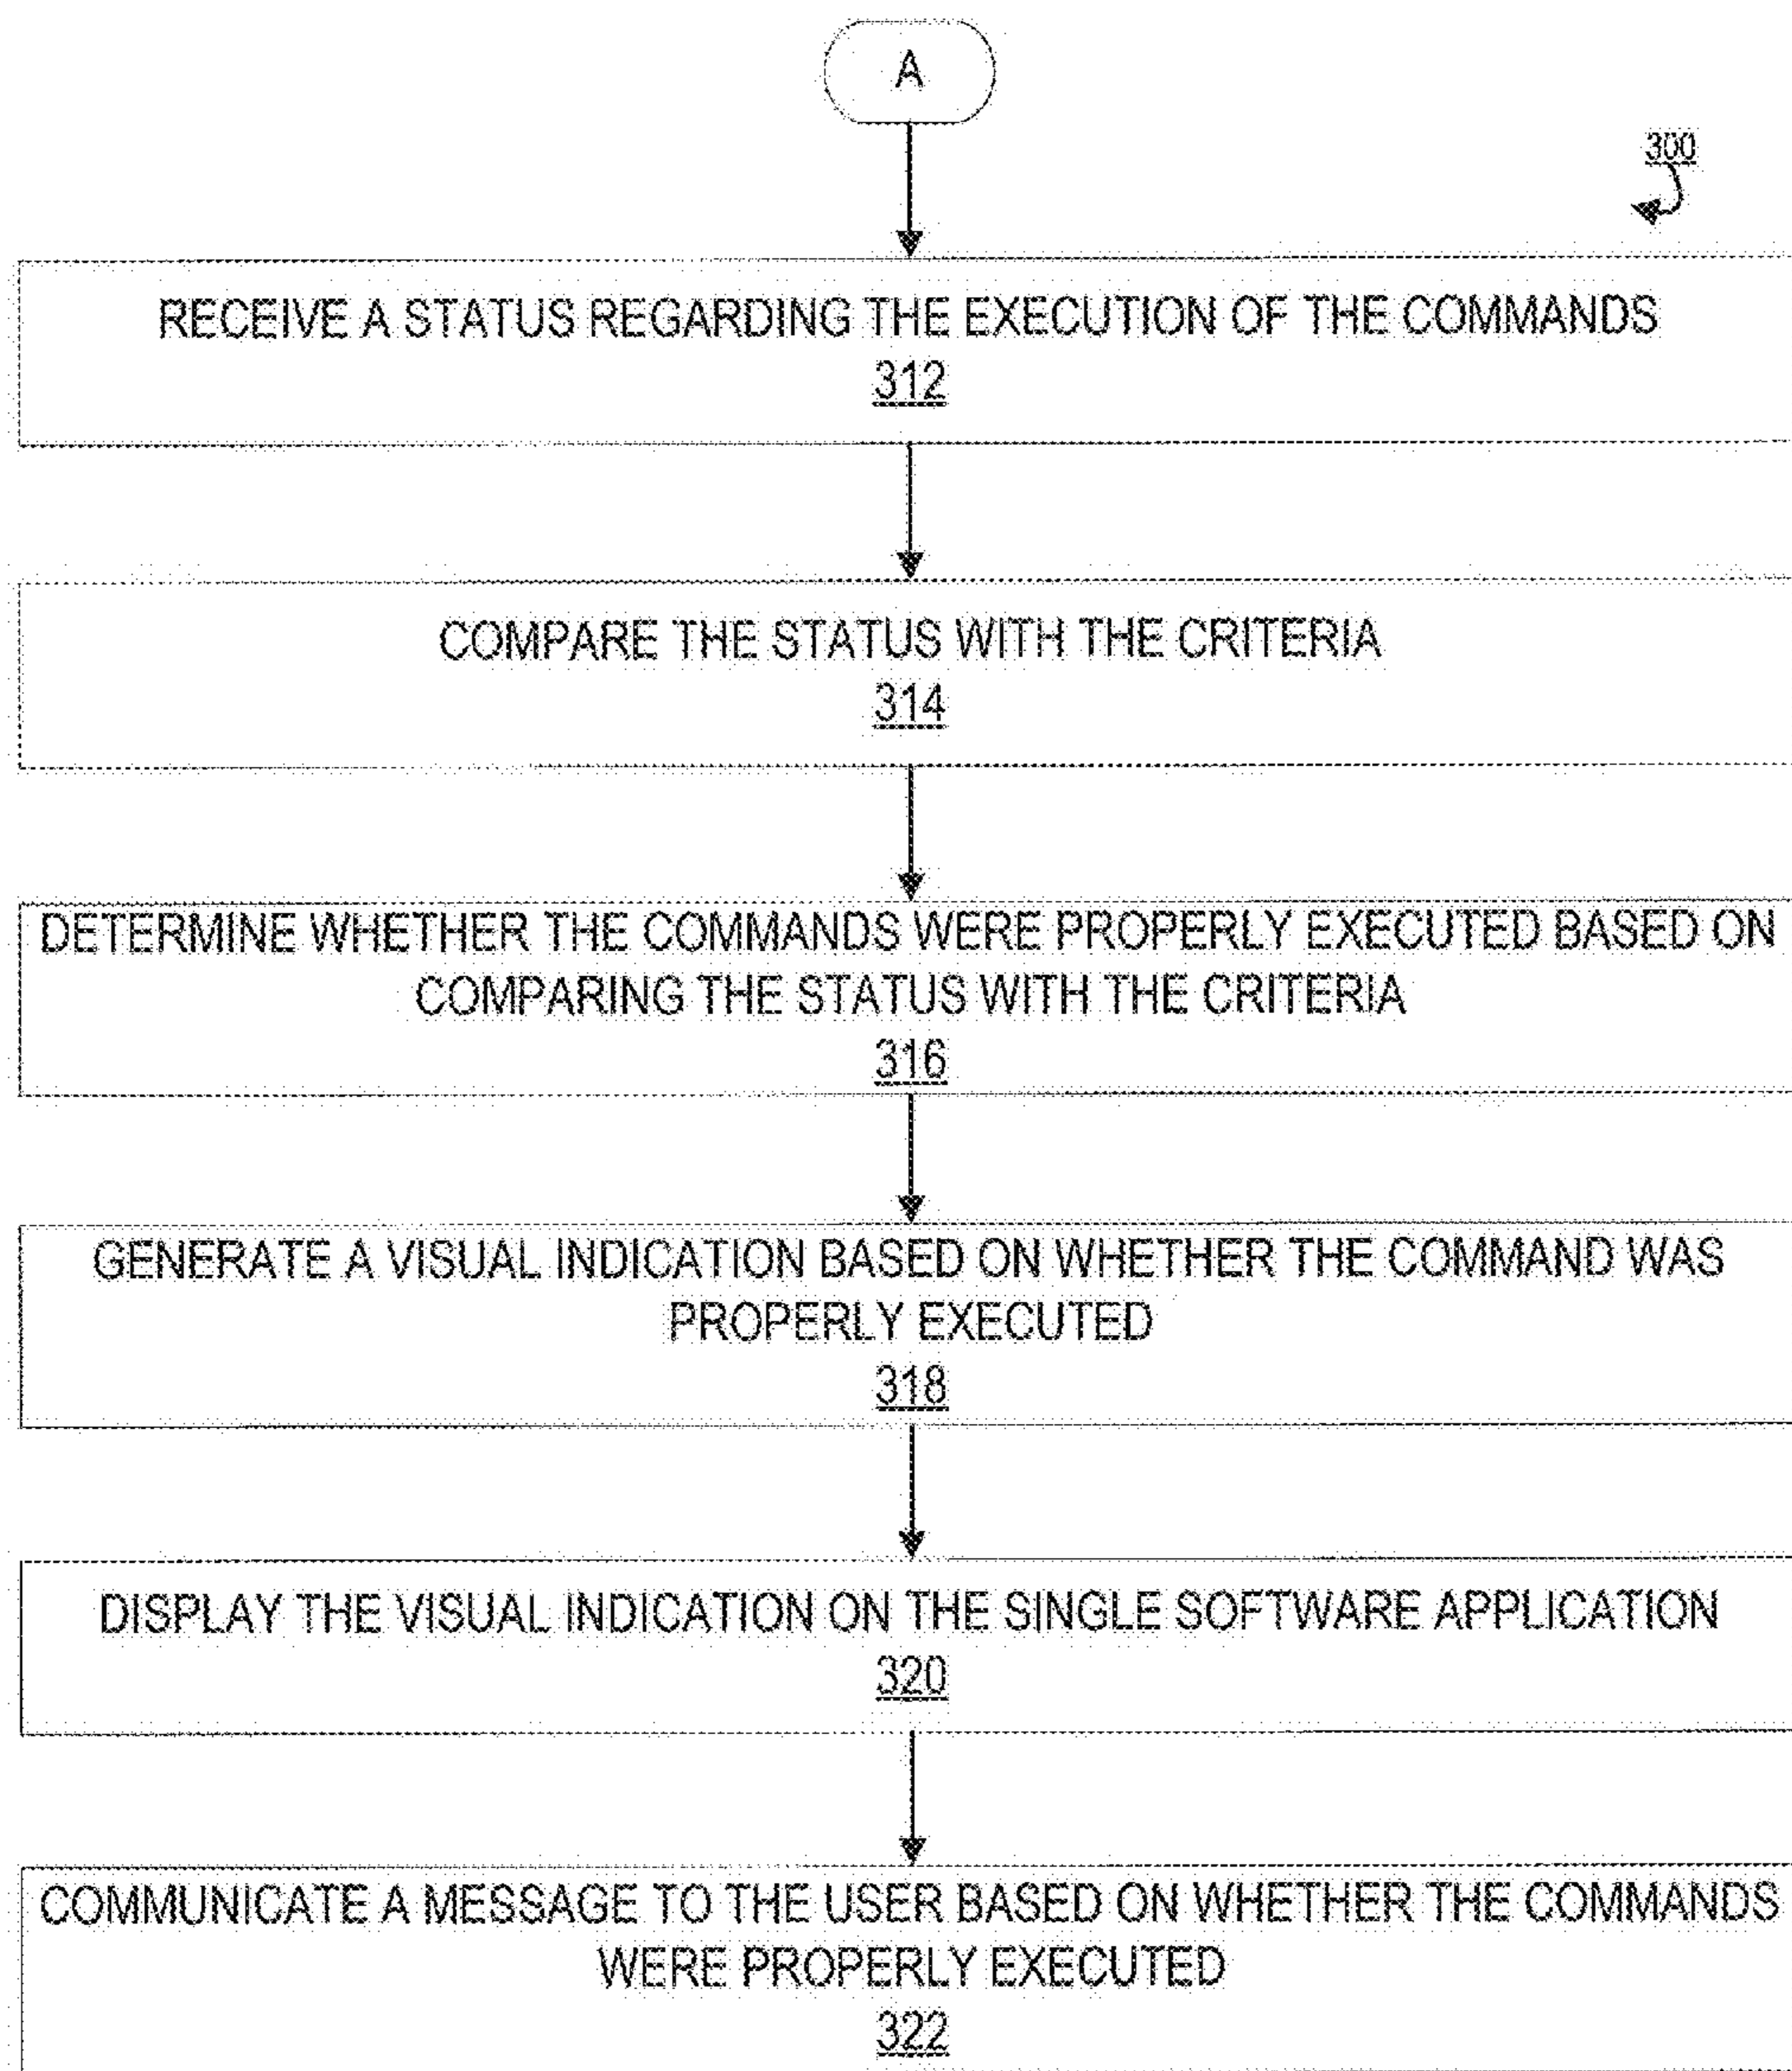 A
300
RECEIVE A STATUS REGARDING THE EXECUTION OF THE COMMANDS
312
COMPARE THE STATUS WITH THE CRITERIA
314
DETERMINE WHETHER THE COMMANDS WERE PROPERLY EXECUTED BASED ON
COMPARING THE STATUS WITH THE CRITERIA
316
GENERATE A VISUAL INDICATION BASED ON WHETHER THE COMMAND WAS
PROPERLY EXECUTED
318
DISPLAY THE VISUAL INDICATION ON THE SINGLE SOFTWARE APPLICATION
320
COMMUNICATE A MESSAGE TO THE USER BASED ON WHETHER THE COMMANDS
WERE PROPERLY EXECUTED
322